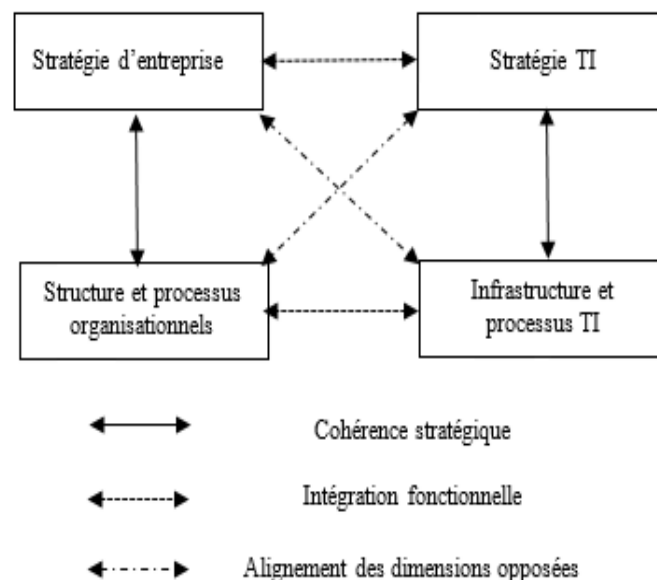 Stratégie d’entreprise
Stratégie TI
Structure et processus
organisationnels
Infrastructure et
processus TI
Cohérence stratégique
Intégration fonctionnelle
Alignement des dimensions opposées